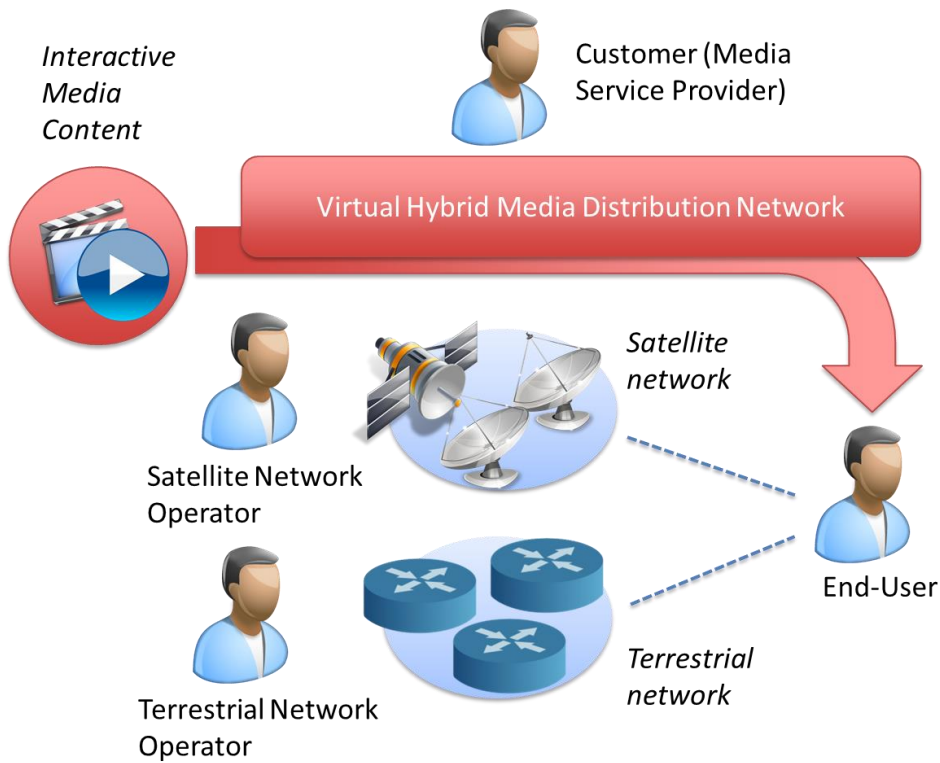 Interactive
Media
Content
Customer (Media
Service Provider)
Virtual Hybrid Media Distribution Network
Satellite
network
Satellite Network
Operator
End-User
Terrestrial
network
Terrestrial Network
Operator